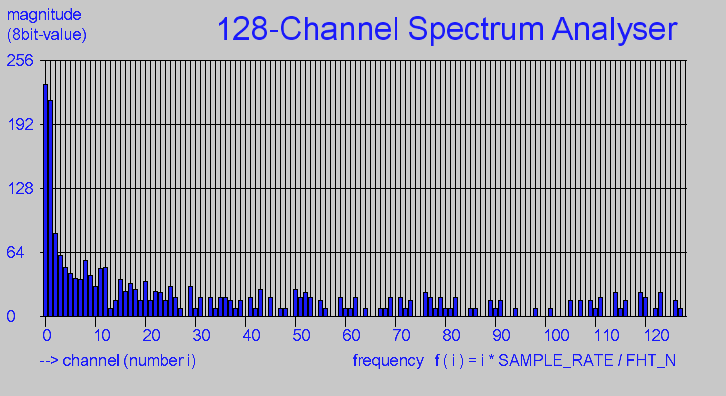 magnitude
(8bit-value)
128-Channel Spectrum Analyser
256
192
128
64
0
0 10 20 30 40 50 60 70 80 90 100 110 120
--> channel (number i) frequency f ( i ) = i * SAMPLE_RATE / FHT_N